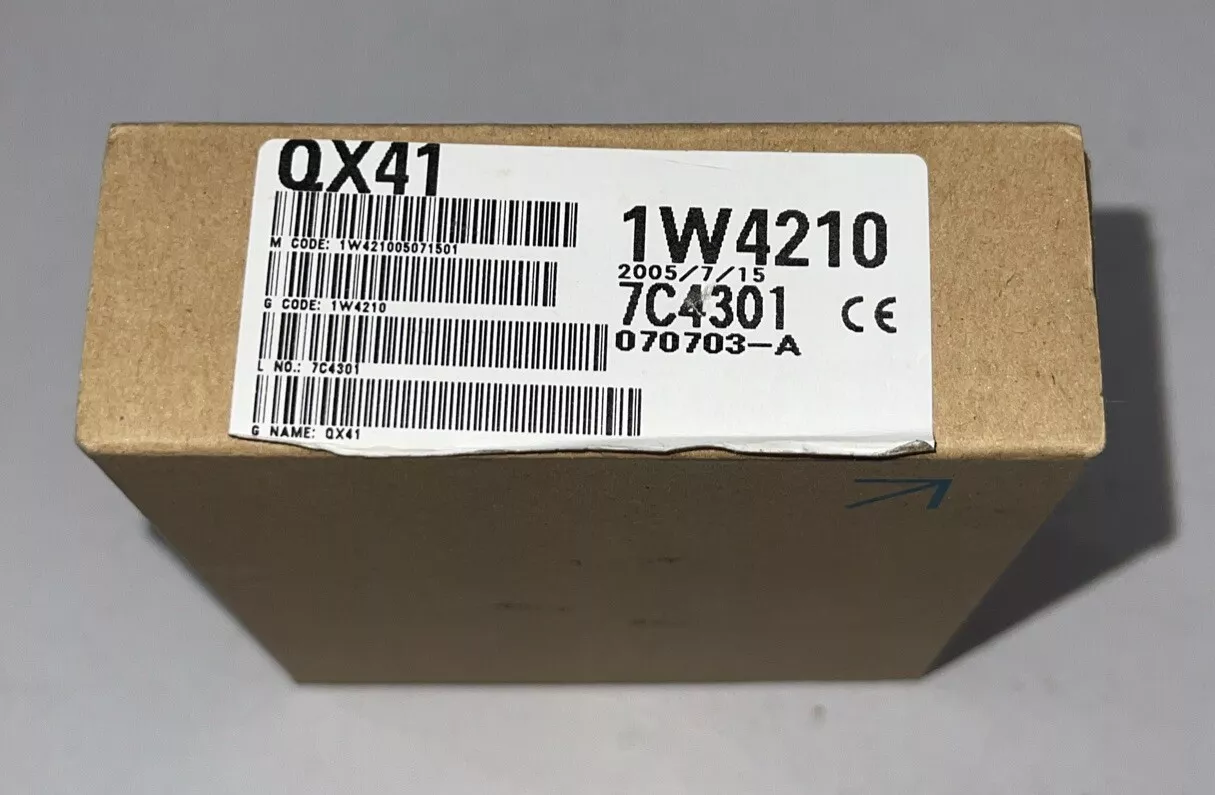 QX41
M CODE: 1W421005071501
G CODE: 1W4210
L NO.: 7C4301
G NAME: QX41
1W4210
2005/7/15
7C4301
070703-A
CE